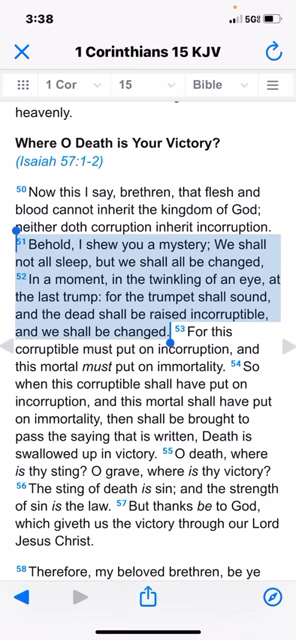 3:38
5G
1 Corinthians 15 KJV
1 Cor 15 Bible
heavenly.
Where O Death is Your Victory?
(Isaiah 57:1-2)
50 Now this I say, brethren, that flesh and
blood cannot inherit the kingdom of God;
neither doth corruption inherit incorruption.
51 Behold, I shew you a mystery; We shall
not all sleep, but we shall all be changed,
52 In a moment, in the twinkling of an eye, at
the last trump: for the trumpet shall sound,
and the dead shall be raised incorruptible,
and we shall be changed. 53 For this
corruptible must put on incorruption, and
this mortal must put on immortality. 54 So
when this corruptible shall have put on
incorruption, and this mortal shall have put
on immortality, then shall be brought to
pass the saying that is written, Death is
swallowed up in victory. 55 O death, where
is thy sting? O grave, where is thy victory?
56 The sting of death is sin; and the strength
of sin is the law. 57 But thanks be to God,
which giveth us the victory through our Lord
Jesus Christ.
58 Therefore, my beloved brethren, be ye